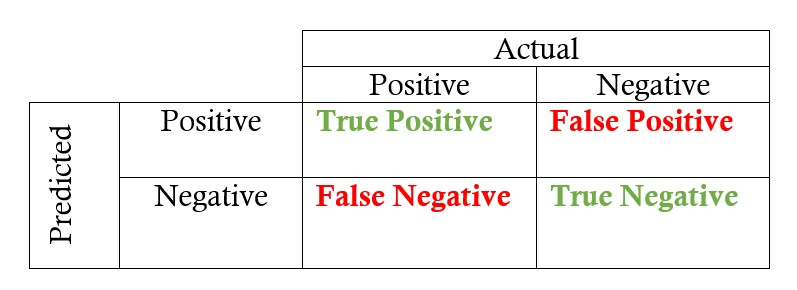 Actual
Positive Negative
Predicted
Positive True Positive False Positive
Negative False Negative True Negative